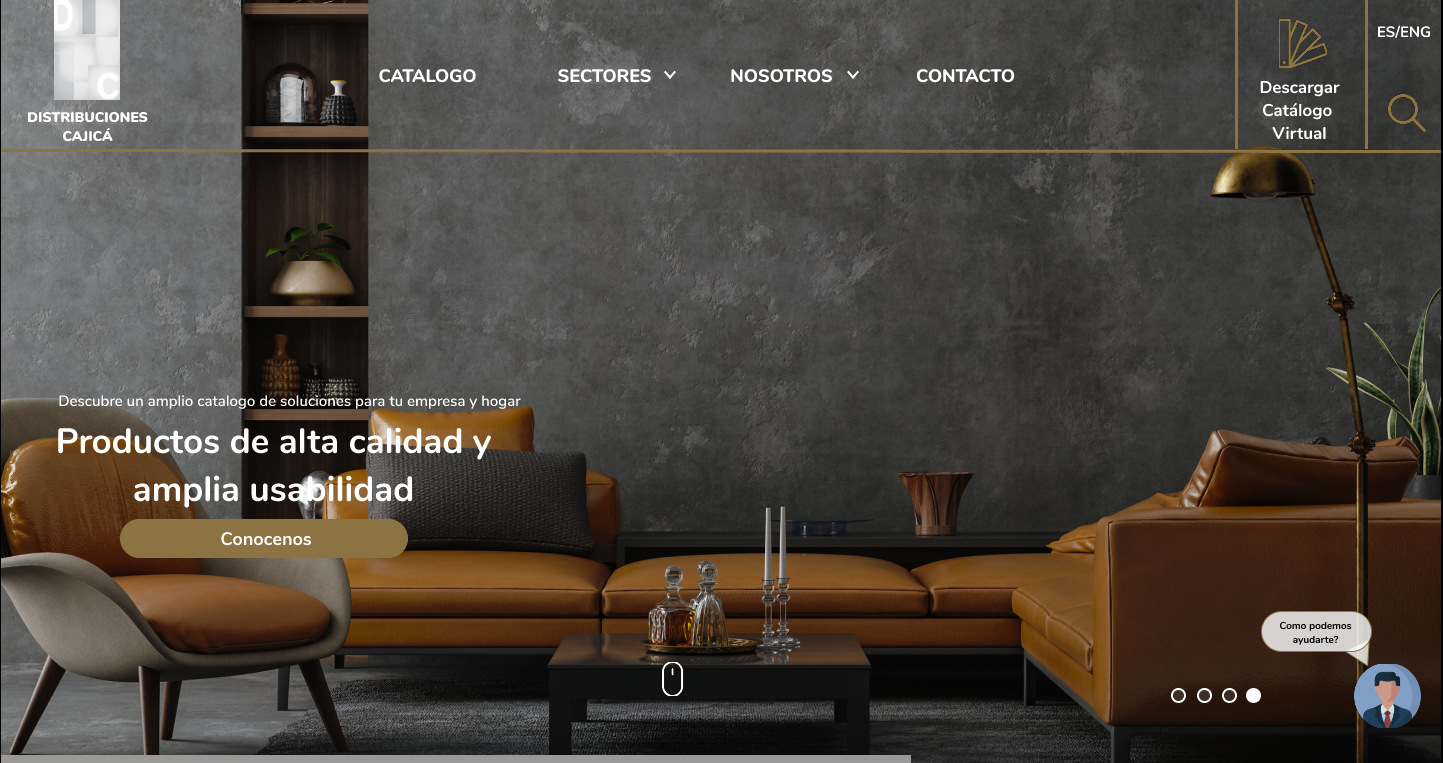 D
C
DISTRIBUCIONES
CAJICÁ
CATALOGO
SECTORES
NOSOTROS
CONTACTO
Descargar
Catálogo
Virtual
ES/ENG
Descubre un amplio catalogo de soluciones para tu empresa y hogar
Productos de alta calidad y
amplia usabilidad
Conocenos
Como podemos
ayudarte?